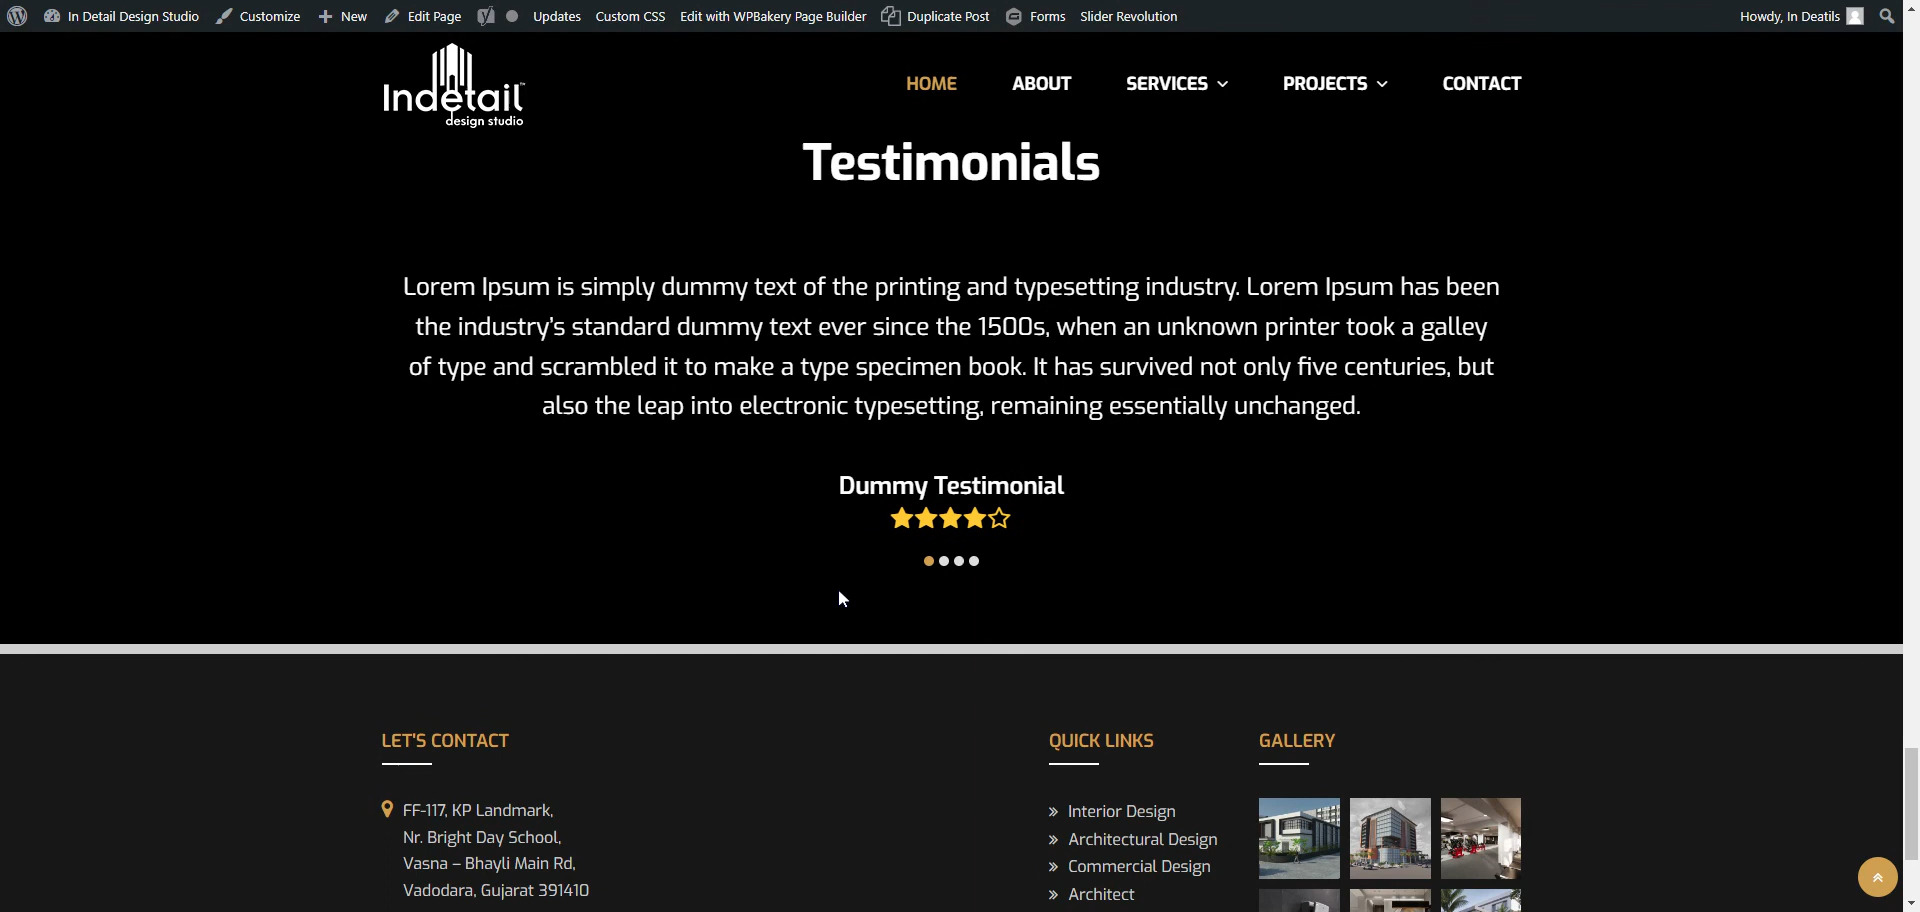 In Detail Design Studio Customize New Edit Page Updates Custom CSS Edit with WPBakery Page Builder Duplicate Post Forms Slider Revolution Howdy, In Deatils
Indetail™
design studio
HOME ABOUT SERVICES PROJECTS CONTACT
Testimonials
Lorem Ipsum is simply dummy text of the printing and typesetting industry. Lorem Ipsum has been
the industry’s standard dummy text ever since the 1500s, when an unknown printer took a galley
of type and scrambled it to make a type specimen book. It has survived not only five centuries, but
also the leap into electronic typesetting, remaining essentially unchanged.
Dummy Testimonial
LET'S CONTACT
FF-117, KP Landmark,
Nr. Bright Day School,
Vasna – Bhayli Main Rd,
Vadodara, Gujarat 391410
QUICK LINKS
Interior Design
Architectural Design
Commercial Design
Architect
GALLERY